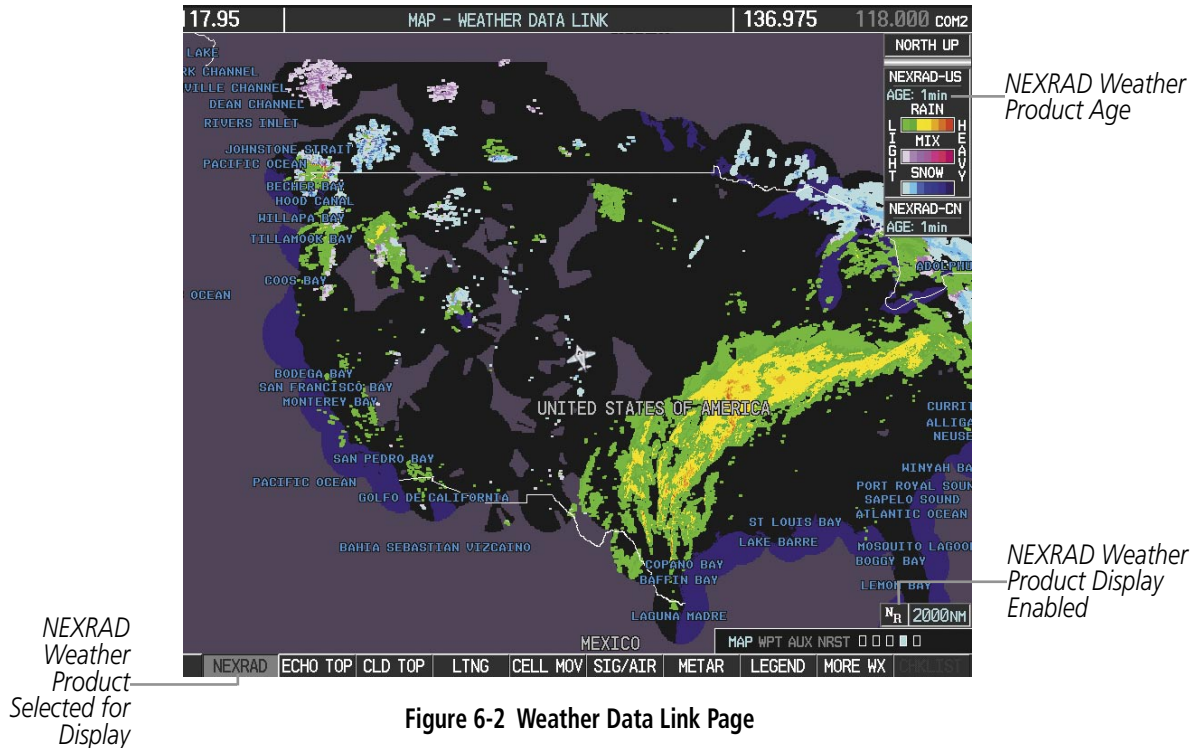 117.95 MAP - WEATHER DATA LINK 136.975 118.000 COM2
NORTH UP
NEXRAD-US
AGE: 1min
RAIN
LIGHT
HEAVY
MIX
SNOW
NEXRAD-CN
AGE: 1min
NEXRAD Weather
Product Age
LAKE
RK CHANNEL
VILLE CHANNEL
DEAN CHANNEL
RIVERS INLET
JOHNSTONE STRAIT
PACIFIC OCEAN
BECHER BAY
HOOD CANAL
WILLAPA BAY
TILLAMOOK BAY
COOS BAY
OCEAN
ADOLPHU
BODEGA BAY
SAN FRANCISCO BAY
MONTEREY BAY
UNITED STATES OF AMERICA
CURRIT
ALLIGA
NEUSE
SAN PEDRO BAY
WINYAH BA
PACIFIC OCEAN
GOLFO DE CALIFORNIA
PORT ROYAL SOUN
SAPELO SOUND
ATLANTIC OCEAN
ST LOUIS BAY
BAHIA SEBASTIAN VIZCAINO
LAKE BARRE
MOSQUITO LAGOO
BOGGY BAY
COPANO BAY
BAFFIN BAY
LEMON BAY
LAGUNA MADRE
NR 2000NM
NEXRAD Weather
Product Display
Enabled
MEXICO
MAP WPT AUX NRST
NEXRAD ECHO TOP CLD TOP LTNG CELL MOV SIG/AIR METAR LEGEND MORE WX CHKLIST
NEXRAD
Weather
Product
Selected for
Display
Figure 6-2 Weather Data Link Page